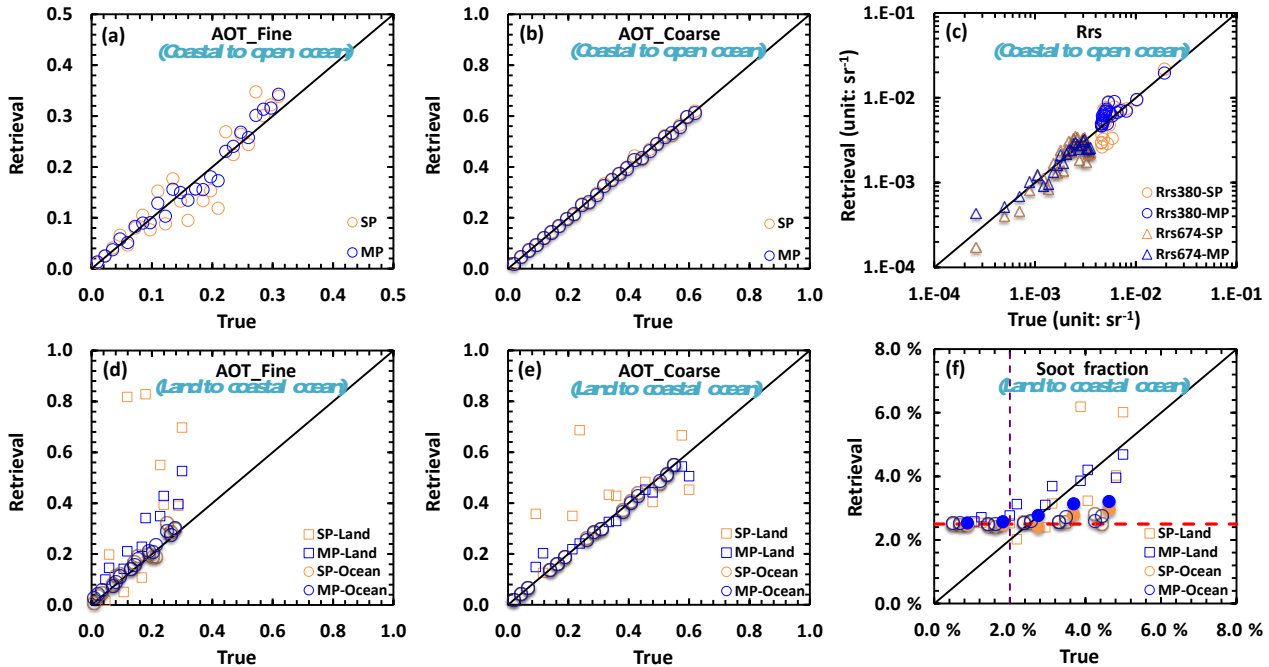 (a)
AOT_Fine
(Coastal to open ocean)
0.5
0.4
0.3
0.2
0.1
0.0
Retrieval
SP
MP
0.0
0.1
0.2
0.3
0.4
0.5
True
(b)
AOT_Coarse
(Coastal to open ocean)
1.0
0.8
0.6
0.4
0.2
0.0
Retrieval
SP
MP
0.0
0.2
0.4
0.6
0.8
1.0
True
(c)
Rrs
(Coastal to open ocean)
1.E-01
1.E-02
1.E-03
1.E-04
Retrieval (unit: sr⁻¹)
Rrs380-SP
Rrs380-MP
Rrs674-SP
Rrs674-MP
1.E-04
1.E-03
1.E-02
1.E-01
True (unit: sr⁻¹)
(d)
AOT_Fine
(Land to coastal ocean)
1.0
0.8
0.6
0.4
0.2
0.0
Retrieval
SP-Land
MP-Land
SP-Ocean
MP-Ocean
0.0
0.2
0.4
0.6
0.8
1.0
True
(e)
AOT_Coarse
(Land to coastal ocean)
1.0
0.8
0.6
0.4
0.2
0.0
Retrieval
SP-Land
MP-Land
SP-Ocean
MP-Ocean
0.0
0.2
0.4
0.6
0.8
1.0
True
(f)
Soot fraction
(Land to coastal ocean)
8.0 %
6.0 %
4.0 %
2.0 %
0.0 %
Retrieval
SP-Land
MP-Land
SP-Ocean
MP-Ocean
0.0 %
2.0 %
4.0 %
6.0 %
8.0 %
True